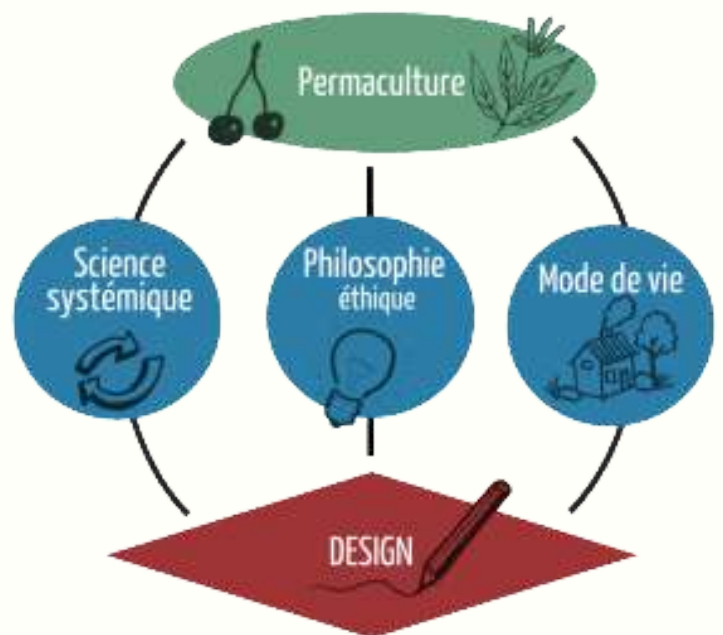 Permaculture
Science
systémique
Philosophie
éthique
Mode de vie
DESIGN